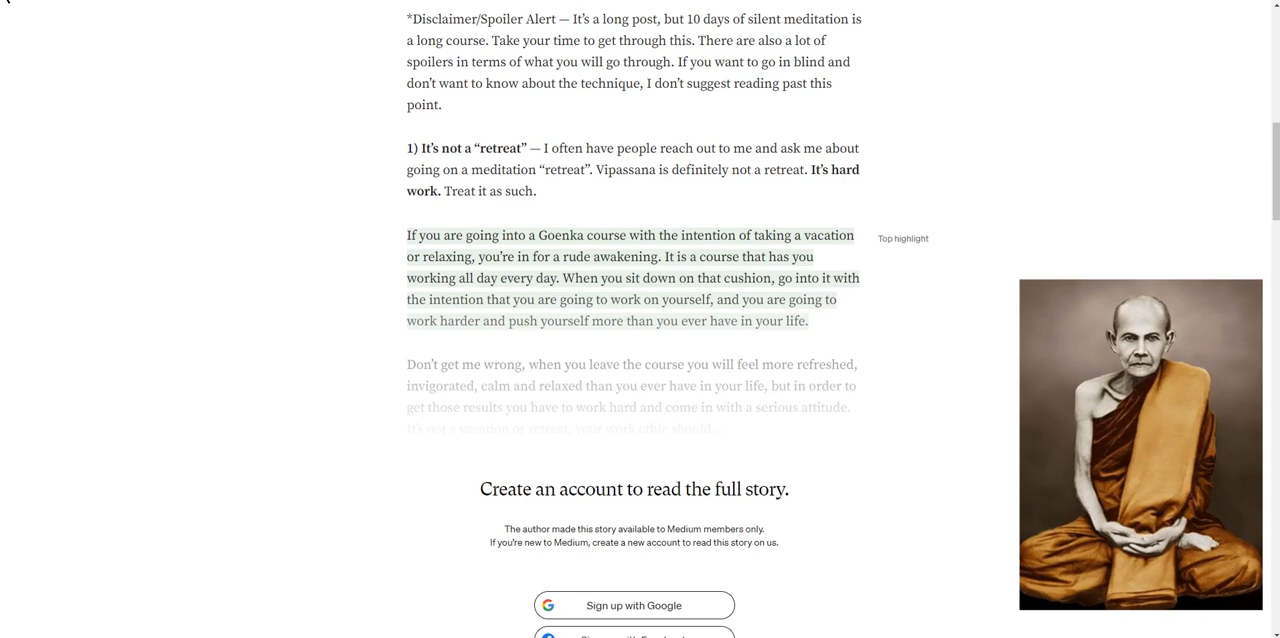 *Disclaimer/Spoiler Alert — It's a long post, but 10 days of silent meditation is
a long course. Take your time to get through this. There are also a lot of
spoilers in terms of what you will go through. If you want to go in blind and
don't want to know about the technique, I don't suggest reading past this
point.
1) It's not a “retreat” — I often have people reach out to me and ask me about
going on a meditation “retreat”. Vipassana is definitely not a retreat. It's hard
work. Treat it as such.
If you are going into a Goenka course with the intention of taking a vacation
or relaxing, you're in for a rude awakening. It is a course that has you
working all day every day. When you sit down on that cushion, go into it with
the intention that you are going to work on yourself, and you are going to
work harder and push yourself more than you ever have in your life.
Top highlight
Don't get me wrong, when you leave the course you will feel more refreshed,
invigorated, calm and relaxed than you ever have in your life, but in order to
get those results you have to work hard and come in with a serious attitude.
It's not a vacation or retreat, your work ethic should…
Create an account to read the full story.
The author made this story available to Medium members only.
If you're new to Medium, create a new account to read this story on us.
Sign up with Google